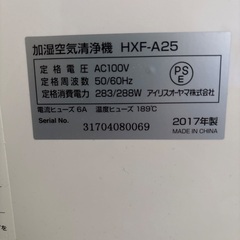 加湿空気清浄機 HXF-A25
定格電圧 AC100V
定格周波数 50/60Hz
定格消費電力 283/288W
PS
E
アイリスオーヤマ株式会社
電流ヒューズ 6A 温度ヒューズ 189℃
Serial No.
31704080069
2017年製
MADE IN CHINA